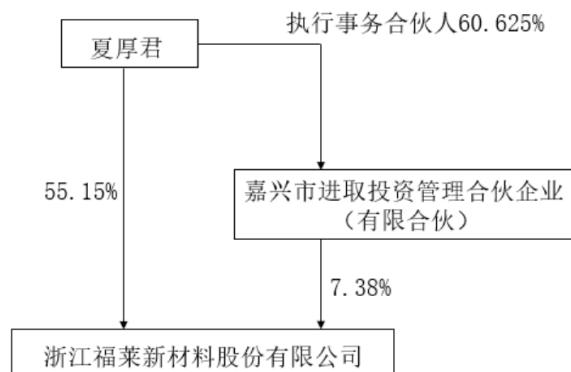 执行事务合伙人60.625%
夏厚君
55.15%
嘉兴市进取投资管理合伙企业
（有限合伙）
7.38%
浙江福莱新材料股份有限公司